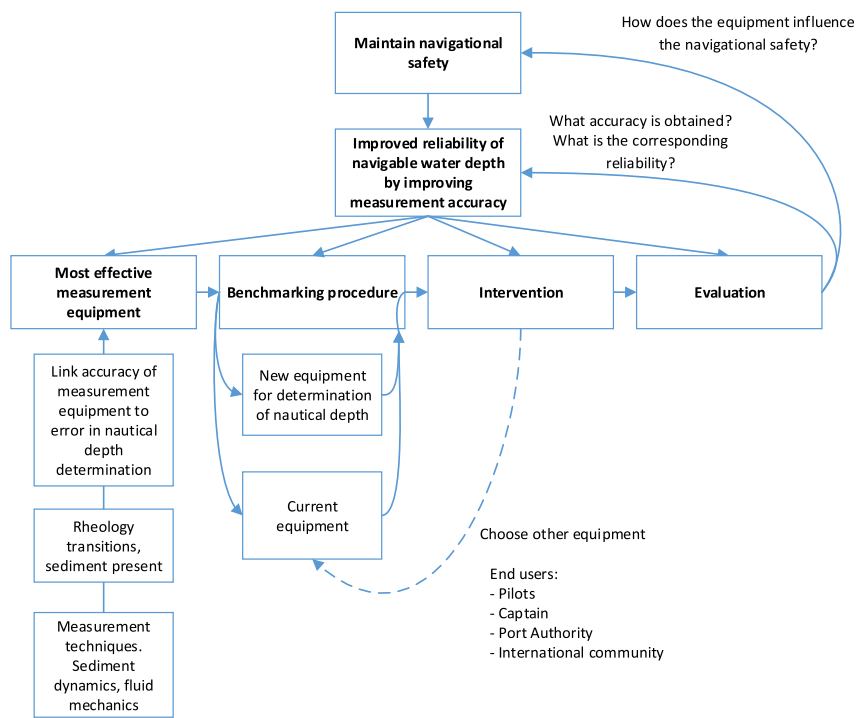 How does the equipment influence
the navigational safety?
Maintain navigational
safety
What accuracy is obtained?
What is the corresponding
reliability?
Improved reliability of
navigable water depth
by improving
measurement accuracy
Most effective
measurement
equipment
Benchmarking procedure
Intervention
Evaluation
Link accuracy of
measurement
equipment to
error in nautical
depth
determination
New equipment
for determination
of nautical depth
Rheology
transitions,
sediment present
Current
equipment
Choose other equipment
Measurement
techniques.
Sediment
dynamics, fluid
mechanics
End users:
- Pilots
- Captain
- Port Authority
- International community